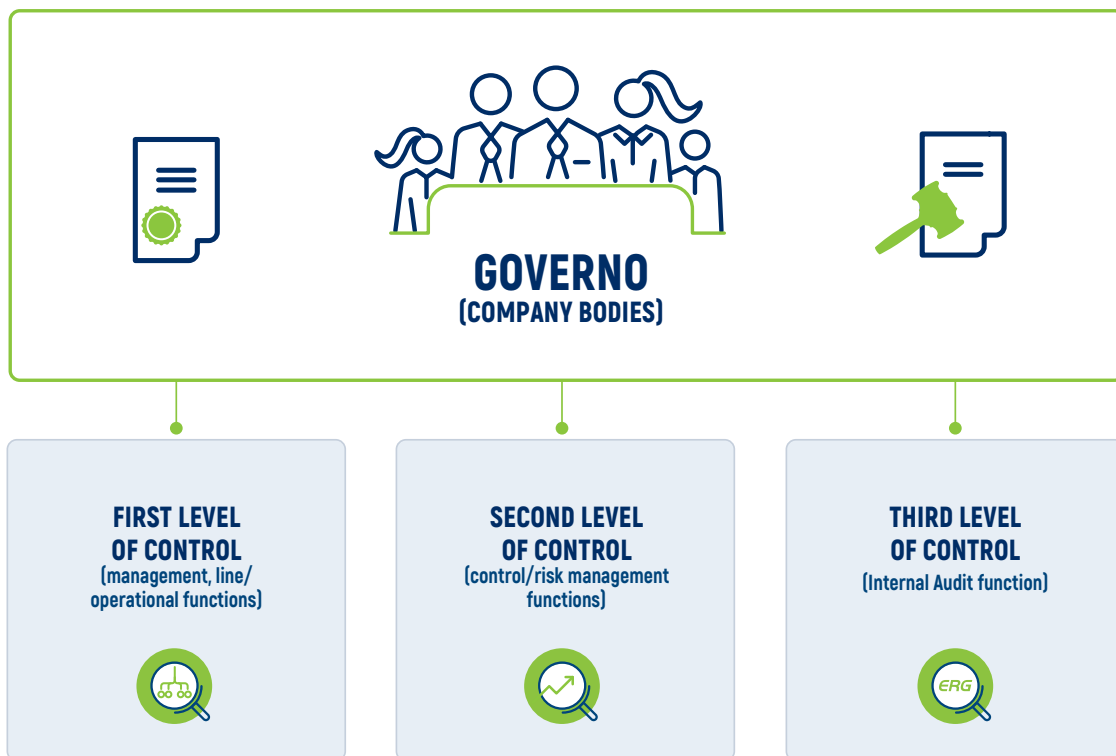 GOVERNO
(COMPANY BODIES)
FIRST LEVEL
OF CONTROL
(management, line/
operational functions)
SECOND LEVEL
OF CONTROL
(control/risk management
functions)
THIRD LEVEL
OF CONTROL
(Internal Audit function)
ERG